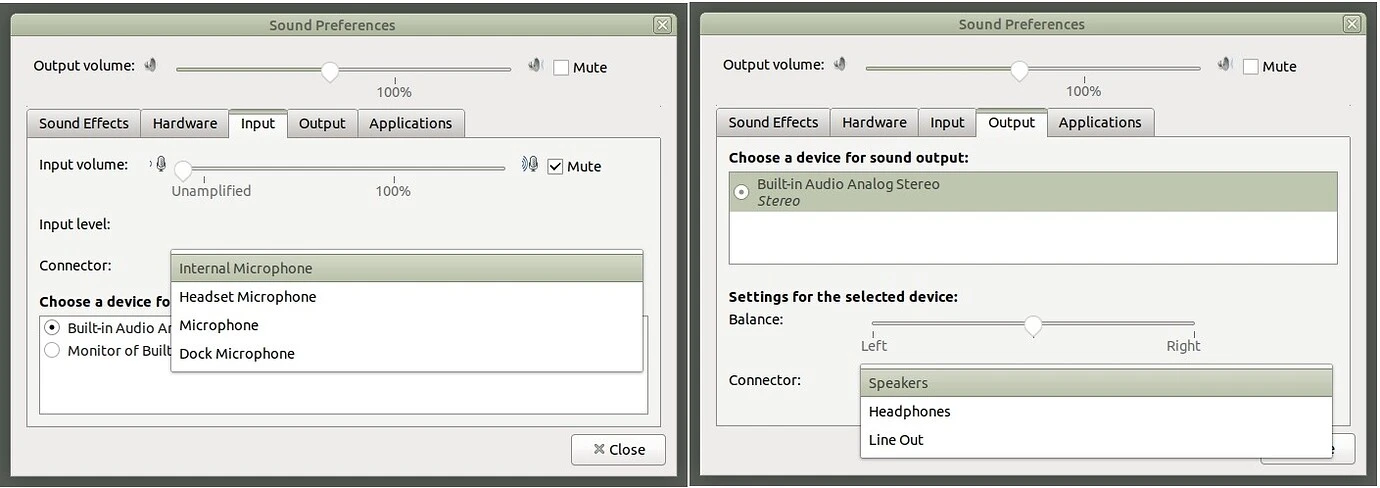 Sound Preferences
Output volume: Mute
100%
Sound Effects Hardware Input Output Applications
Input volume: Mute
Unamplified 100%
Input level:
Connector:
Internal Microphone
Headset Microphone
Microphone
Dock Microphone
Choose a device fo
Built-in Audio Ar
Monitor of Built
Close
Sound Preferences
Output volume: Mute
100%
Sound Effects Hardware Input Output Applications
Choose a device for sound output:
Built-in Audio Analog Stereo
Stereo
Settings for the selected device:
Balance:
Left Right
Connector:
Speakers
Headphones
Line Out